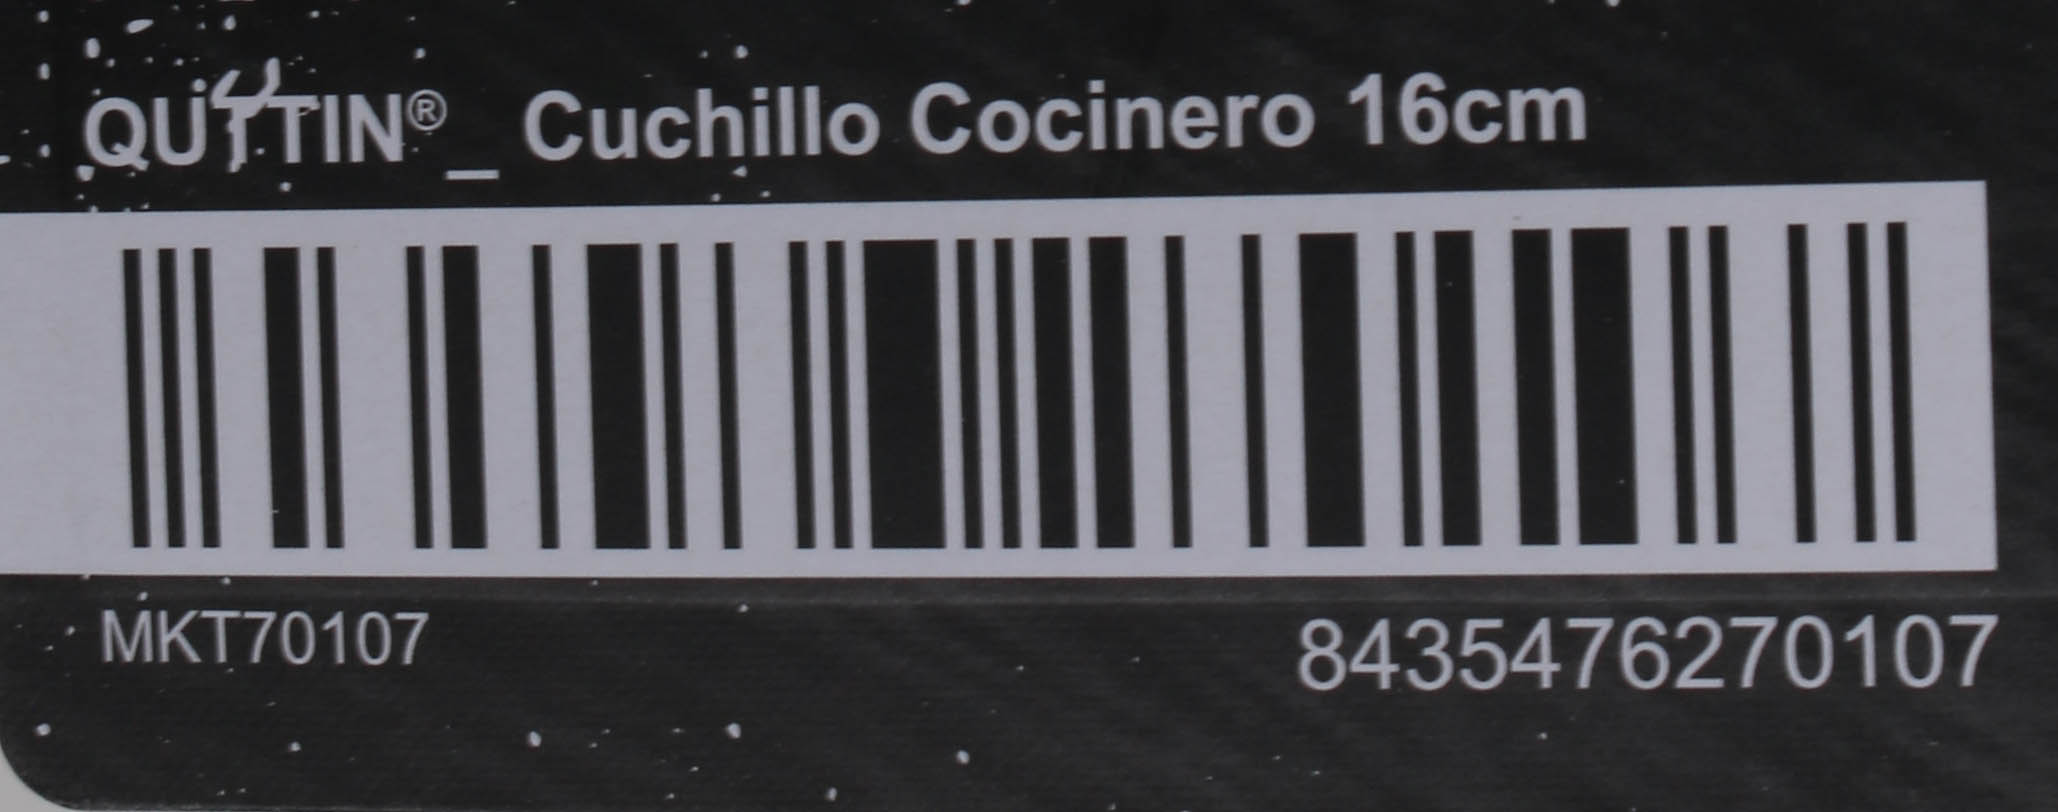 QUTTIN®_ Cuchillo Cocinero 16cm
MKT70107
8435476270107